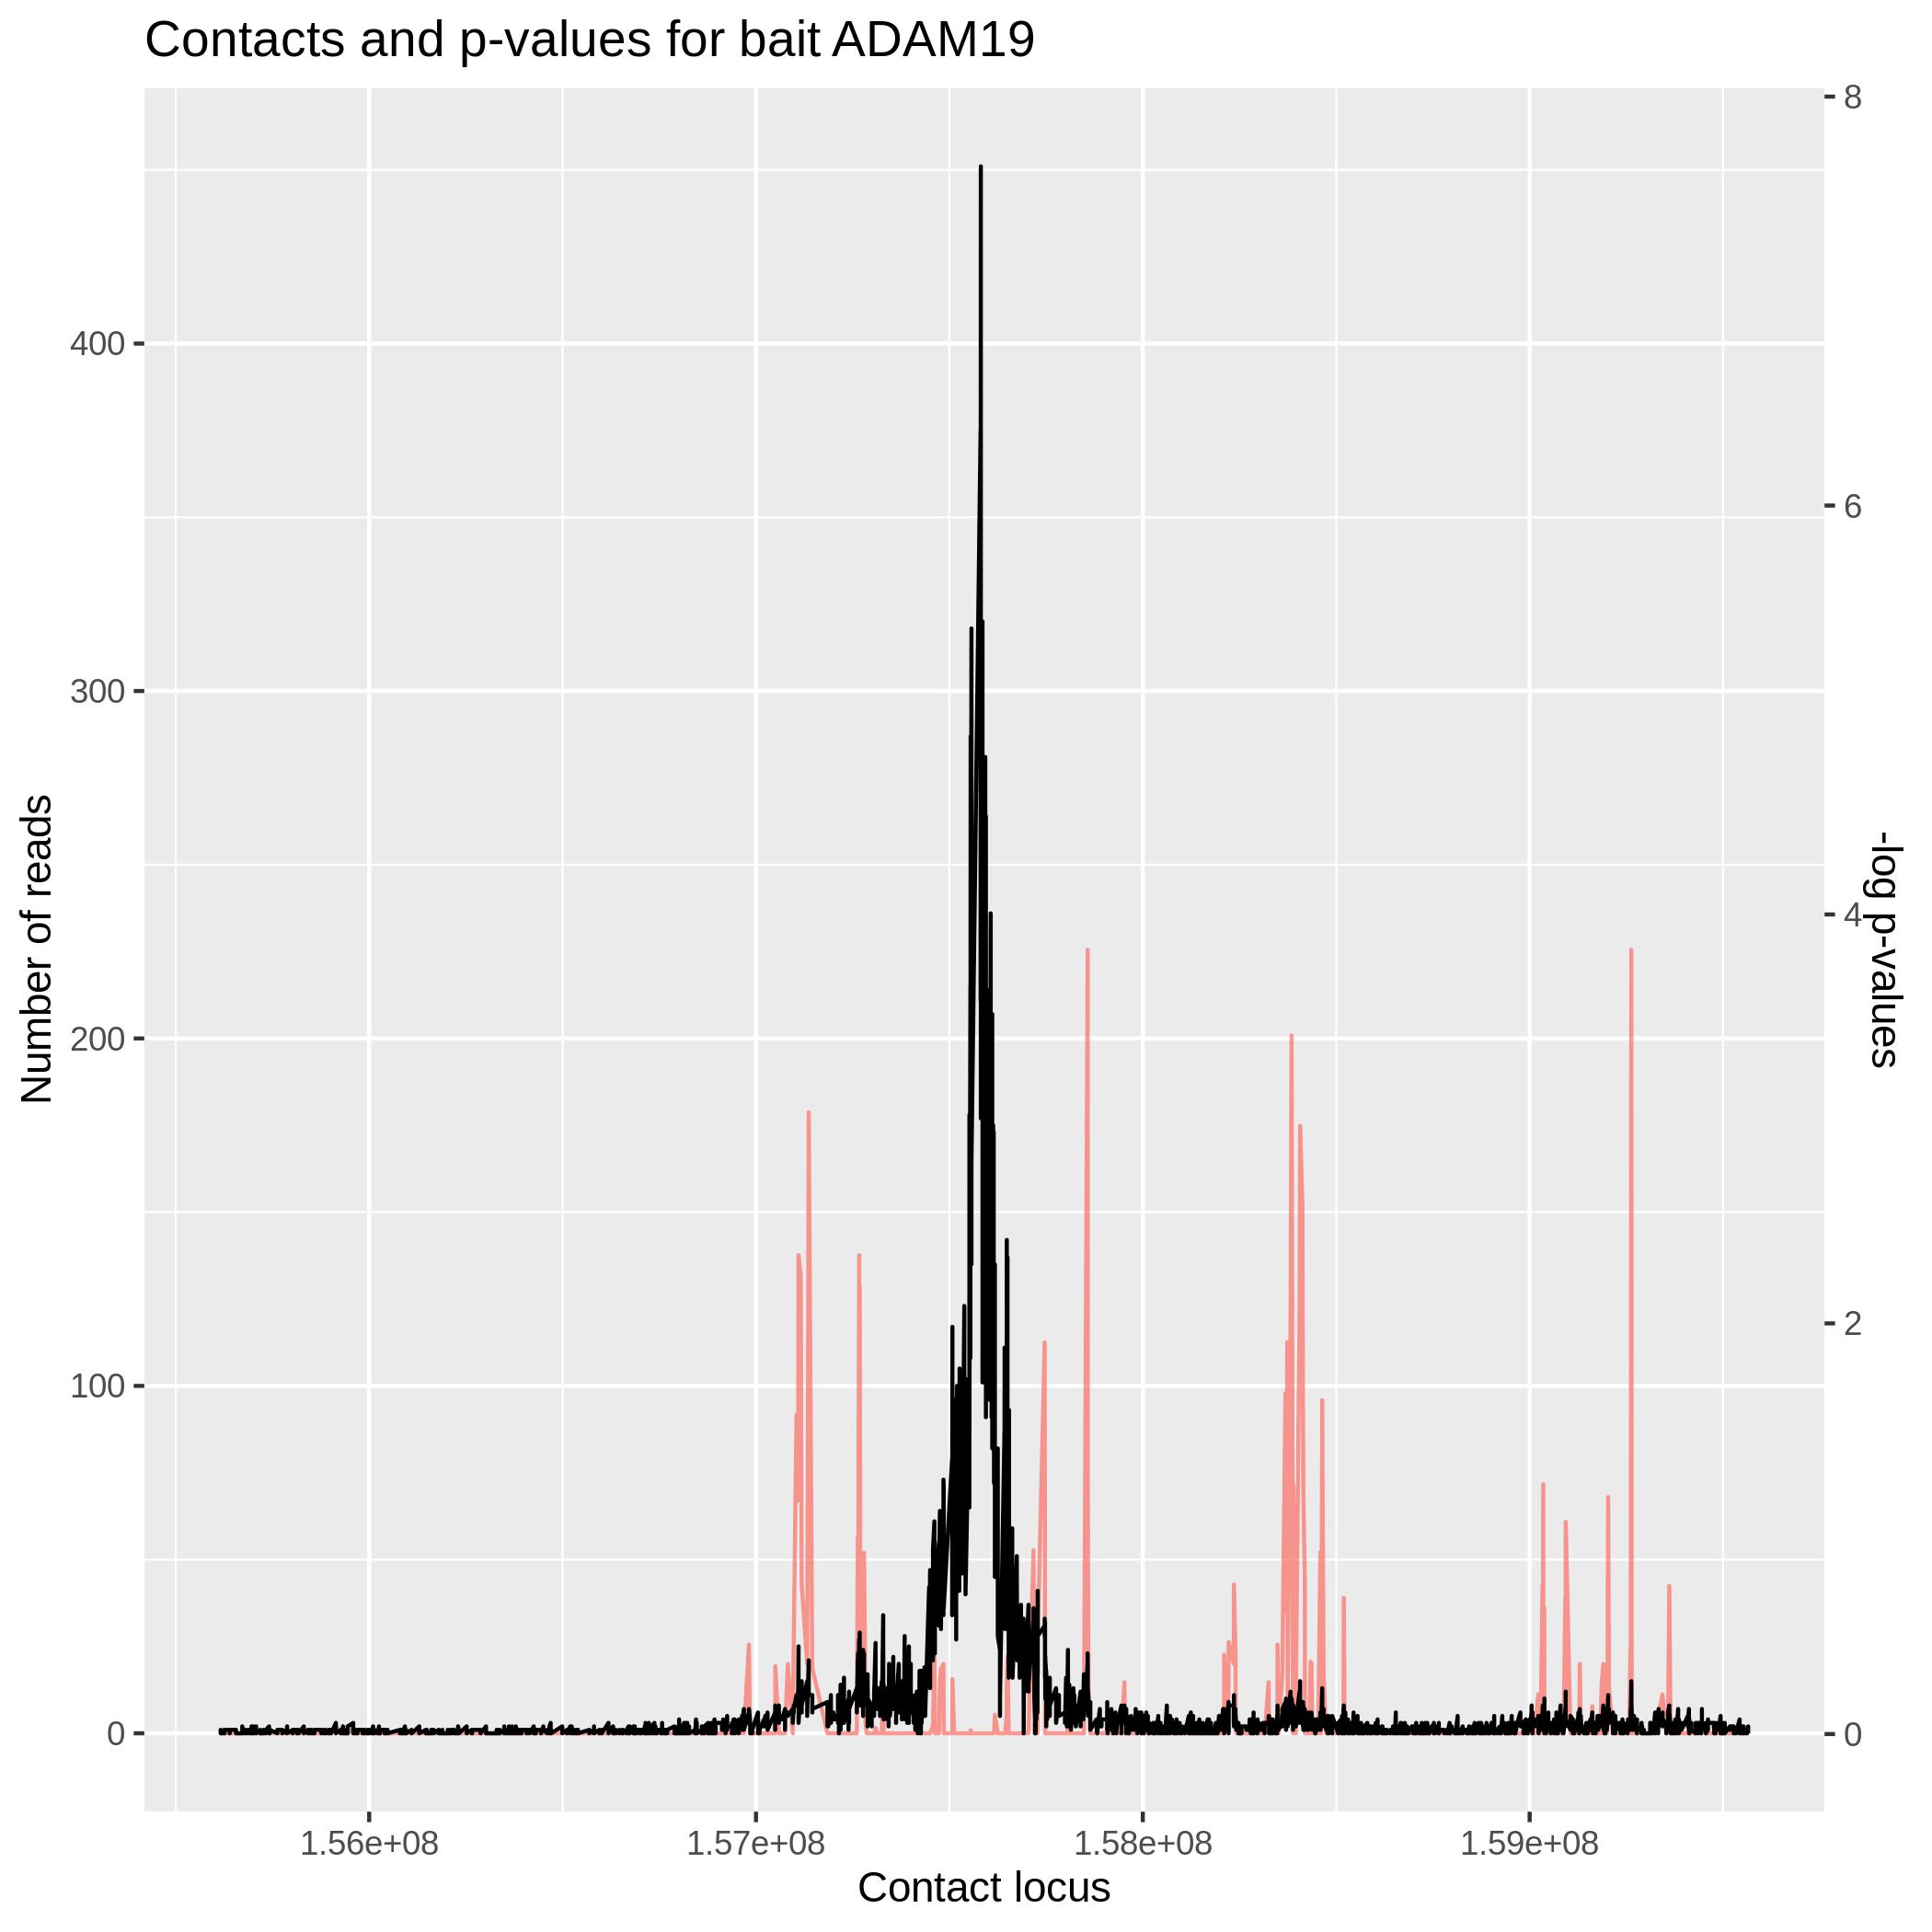 Contacts and p-values for bait ADAM19
8
400
6
300
Number of reads
-log p-values
4
200
2
100
0
0
1.56e+08
1.57e+08
1.58e+08
1.59e+08
Contact locus